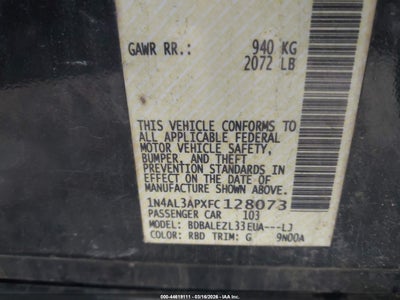 GAWR RR.: 940 KG
2072 LB
THIS VEHICLE CONFORMS TO
ALL APPLICABLE FEDERAL
MOTOR VEHICLE SAFETY,
BUMPER, AND THEFT
PREVENTION STANDARDS IN
EFFECT ON THE DATE OF
MANUFACTURE SHOWN ABOVE.
1N4AL3APXFC128073
PASSENGER CAR 103
MODEL: BDBALEZL33EUA---LJ
COLOR: RBD TRIM: G 9N00A
000-44619111 - 03/18/2026 - IAA Inc.